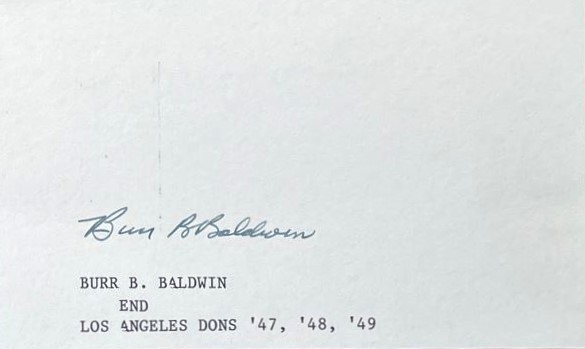 Burr B Baldwin
BURR B. BALDWIN
END
LOS ANGELES DONS '47, '48, '49